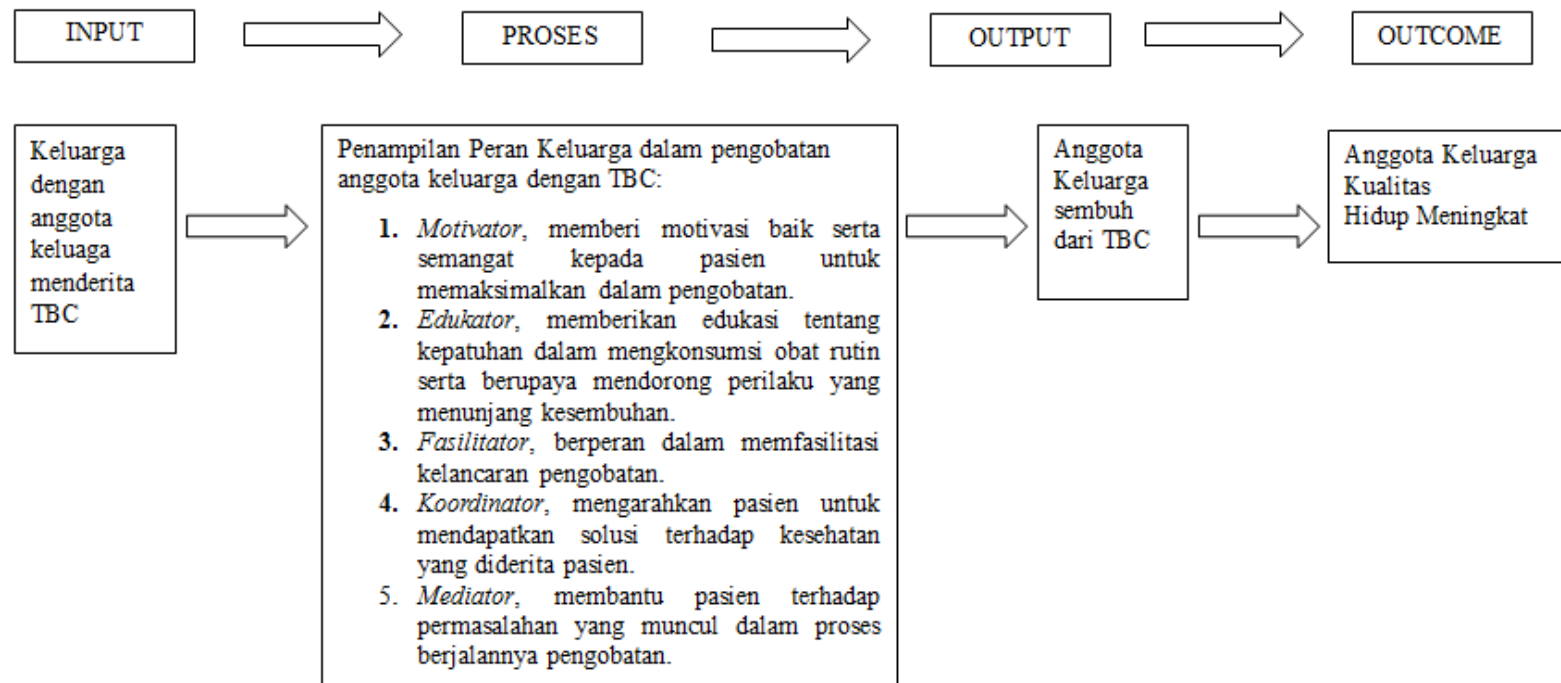 INPUT
PROSES
OUTPUT
OUTCOME
Keluarga
dengan
anggota
keluaga
menderita
TBC
Penampilan Peran Keluarga dalam pengobatan
anggota keluarga dengan TBC:
1. Motivator, memberi motivasi baik serta
semangat kepada pasien untuk
memaksimalkan dalam pengobatan.
2. Edukator, memberikan edukasi tentang
kepatuhan dalam mengkonsumsi obat rutin
serta berupaya mendorong perilaku yang
menunjang kesembuhan.
3. Fasilitator, berperan dalam memfasilitasi
kelancaran pengobatan.
4. Koordinator, mengarahkan pasien untuk
mendapatkan solusi terhadap kesehatan
yang diderita pasien.
5. Mediator, membantu pasien terhadap
permasalahan yang muncul dalam proses
berjalannya pengobatan.
Anggota
Keluarga
sembuh
dari TBC
Anggota Keluarga
Kualitas
Hidup Meningkat